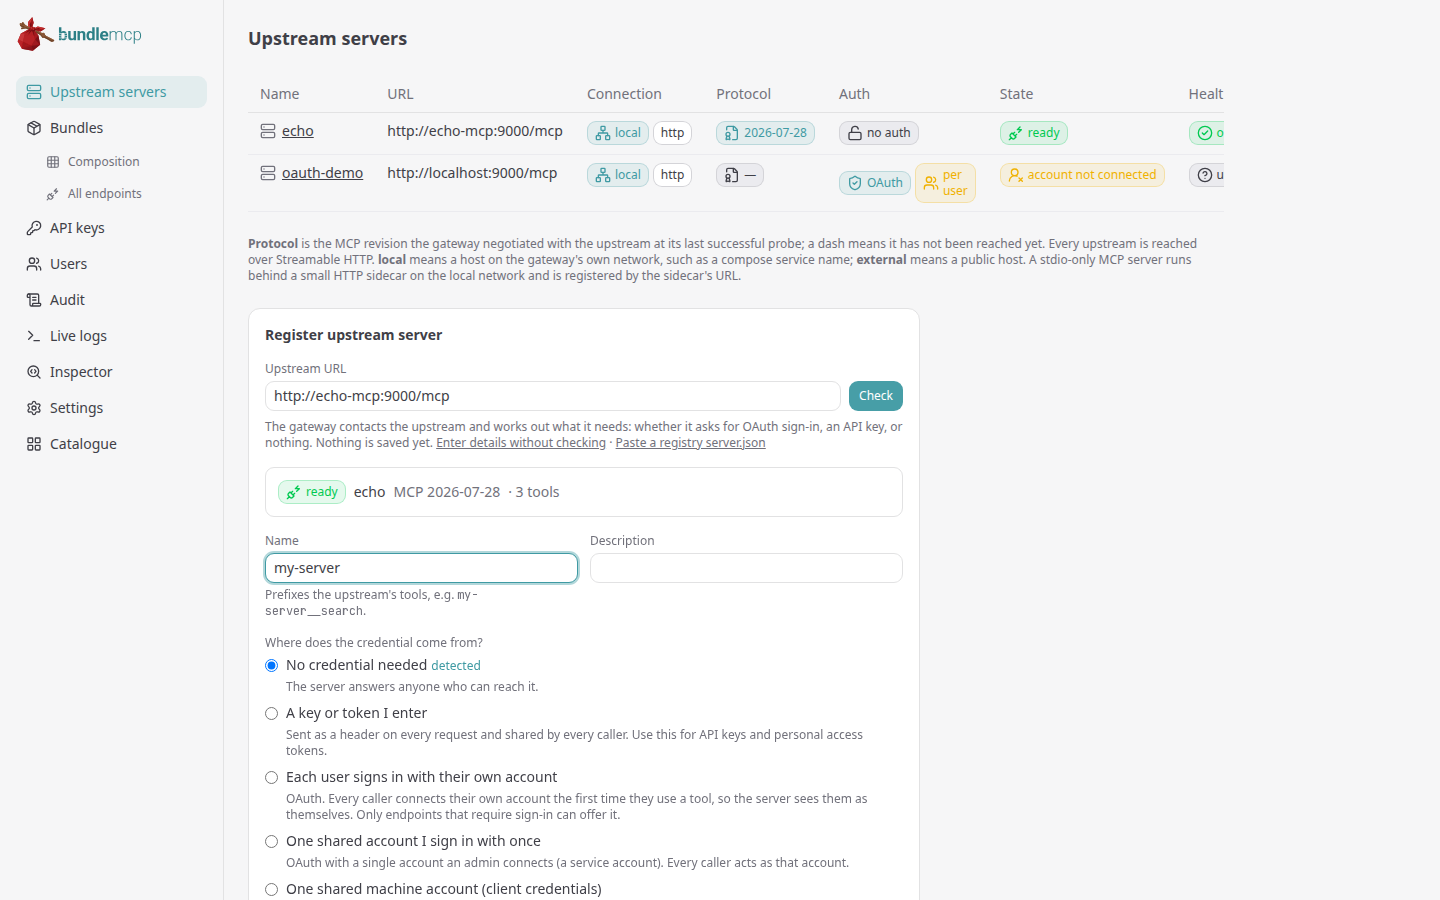 bundlemcp
Upstream servers
Bundles
Composition
All endpoints
API keys
Users
Audit
Live logs
Inspector
Settings
Catalogue
Upstream servers
Name URL Connection Protocol Auth State Healt
echo http://echo-mcp:9000/mcp local http 2026-07-28 no auth ready
oauth-demo http://localhost:9000/mcp local http — OAuth per user account not connected
Protocol is the MCP revision the gateway negotiated with the upstream at its last successful probe; a dash means it has not been reached yet. Every upstream is reached
over Streamable HTTP. local means a host on the gateway's own network, such as a compose service name; external means a public host. A stdio-only MCP server runs
behind a small HTTP sidecar on the local network and is registered by the sidecar's URL.
Register upstream server
Upstream URL
http://echo-mcp:9000/mcp Check
The gateway contacts the upstream and works out what it needs: whether it asks for OAuth sign-in, an API key, or
nothing. Nothing is saved yet. Enter details without checking · Paste a registry server.json
ready echo MCP 2026-07-28 · 3 tools
Name Description
my-server
Prefixes the upstream's tools, e.g. my-
server__search.
Where does the credential come from?
No credential needed detected
The server answers anyone who can reach it.
A key or token I enter
Sent as a header on every request and shared by every caller. Use this for API keys and personal access
tokens.
Each user signs in with their own account
OAuth. Every caller connects their own account the first time they use a tool, so the server sees them as
themselves. Only endpoints that require sign-in can offer it.
One shared account I sign in with once
OAuth with a single account an admin connects (a service account). Every caller acts as that account.
One shared machine account (client credentials)